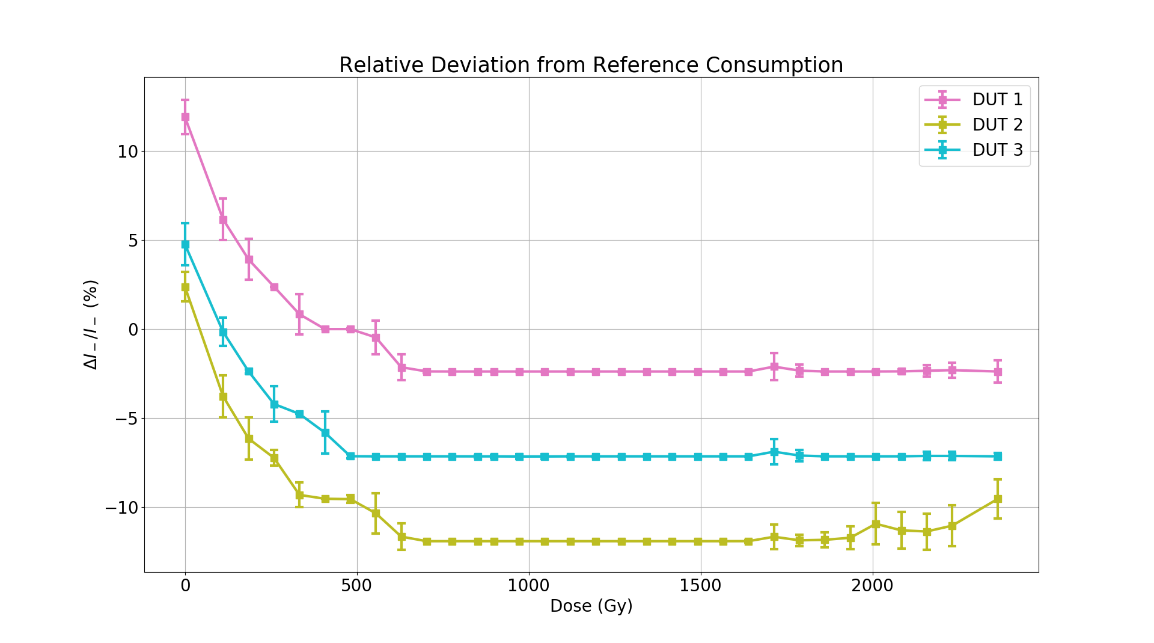 Relative Deviation from Reference Consumption
DUT 1
DUT 2
DUT 3
10
5
0
−5
−10
ΔI₋/I₋ (%)
0
500
1000
1500
2000
Dose (Gy)